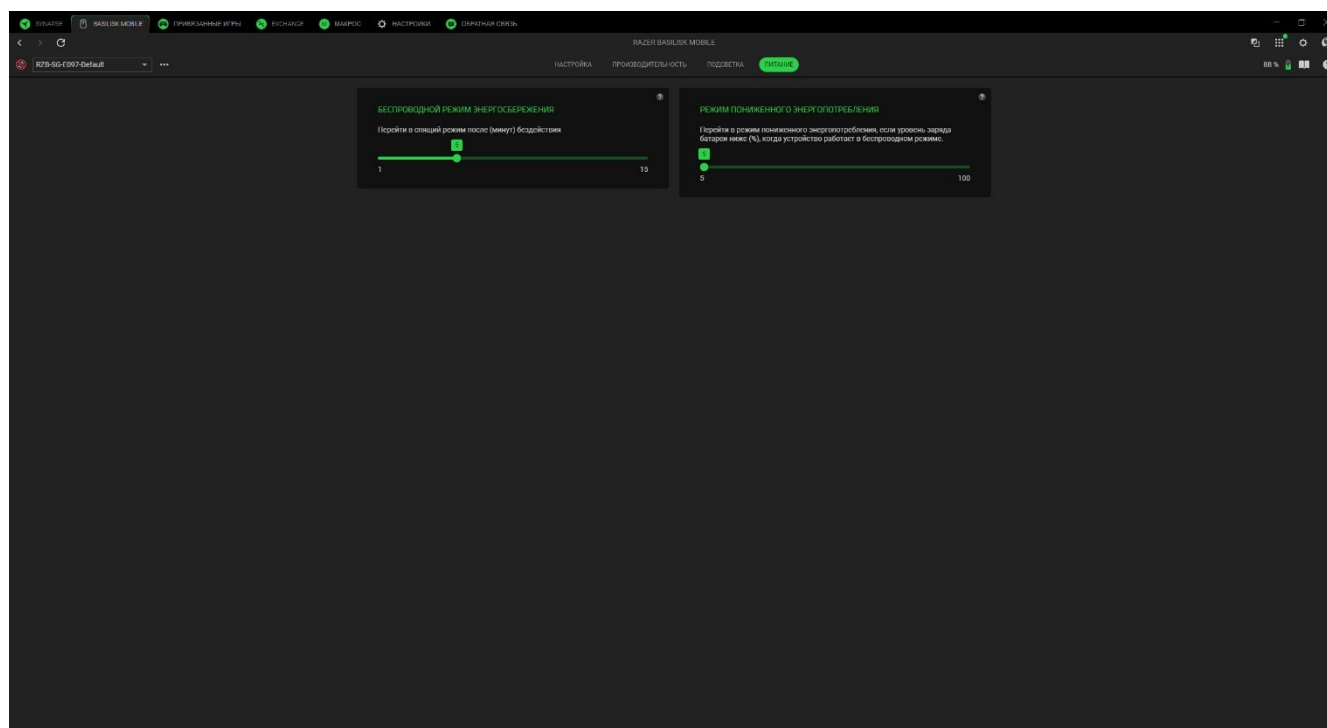 SYNAPSE BASILISK MOBILE ПРИВЯЗАННЫЕ ИГРЫ EXCHANGE МАКРОС НАСТРОЙКИ ОБРАТНАЯ СВЯЗЬ
RAZER BASILISK MOBILE
RZ8-SG-E097-Default НАСТРОЙКА ПРОИЗВОДИТЕЛЬНОСТЬ ПОДСВЕТКА ПИТАНИЕ 88 %
БЕСПРОВОДНОЙ РЕЖИМ ЭНЕРГОСБЕРЕЖЕНИЯ
Перейти в спящий режим после (минут) бездействия
5
1 15
РЕЖИМ ПОНИЖЕННОГО ЭНЕРГОПОТРЕБЛЕНИЯ
Перейти в режим пониженного энергопотребления, если уровень заряда
батареи ниже (%), когда устройство работает в беспроводном режиме.
5
5 100